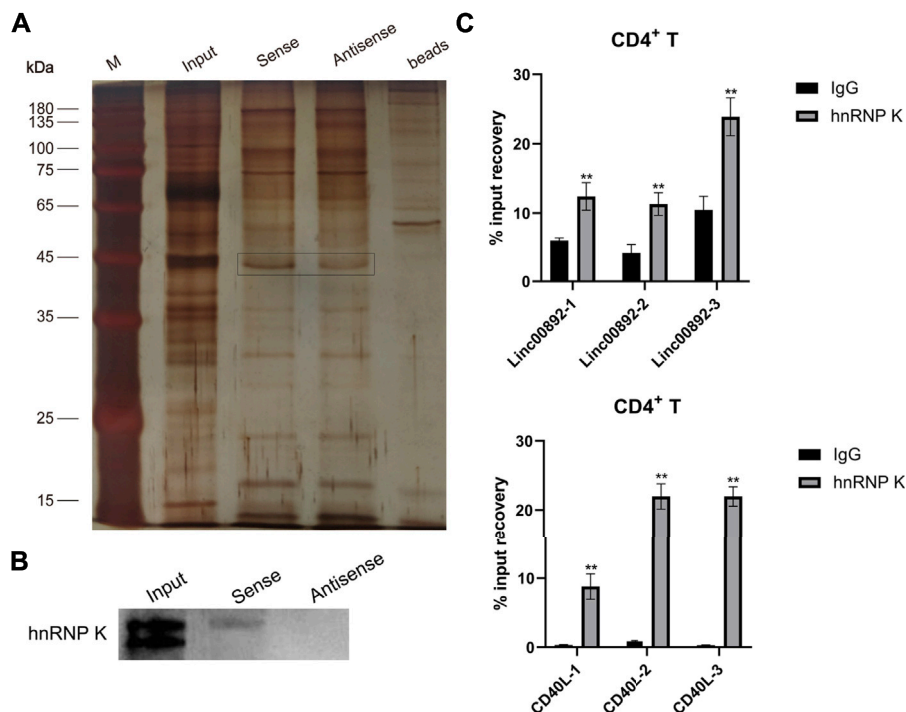 A
kDa
M
Input
Sense
Antisense
beads
180
135
100
75
65
45
35
25
15
B
Input
Sense
Antisense
hnRNP K
C
CD4+ T
% input recovery
30
20
10
0
**
**
**
Linc00892-1
Linc00892-2
Linc00892-3
IgG
hnRNP K
CD4+ T
% input recovery
30
20
10
0
**
**
**
CD40L-1
CD40L-2
CD40L-3
IgG
hnRNP K